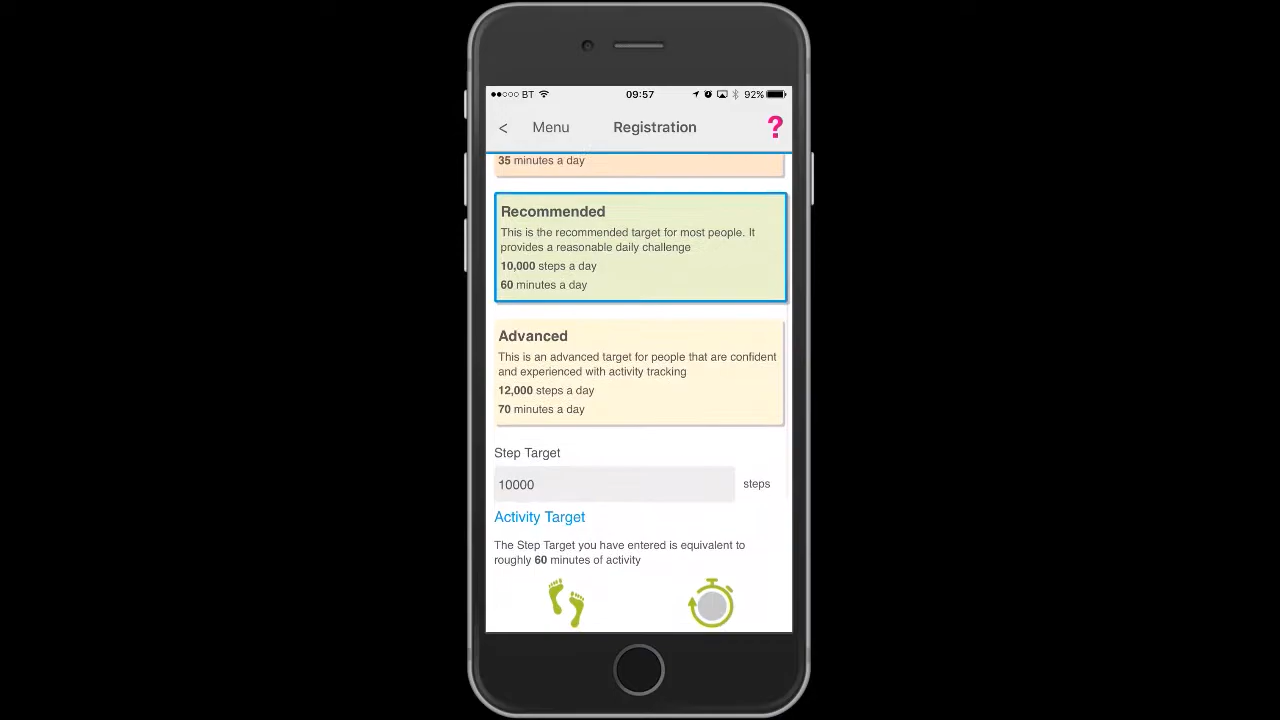 BT 09:57 92%
< Menu Registration ?
35 minutes a day
Recommended
This is the recommended target for most people. It
provides a reasonable daily challenge
10,000 steps a day
60 minutes a day
Advanced
This is an advanced target for people that are confident
and experienced with activity tracking
12,000 steps a day
70 minutes a day
Step Target
10000 steps
Activity Target
The Step Target you have entered is equivalent to
roughly 60 minutes of activity